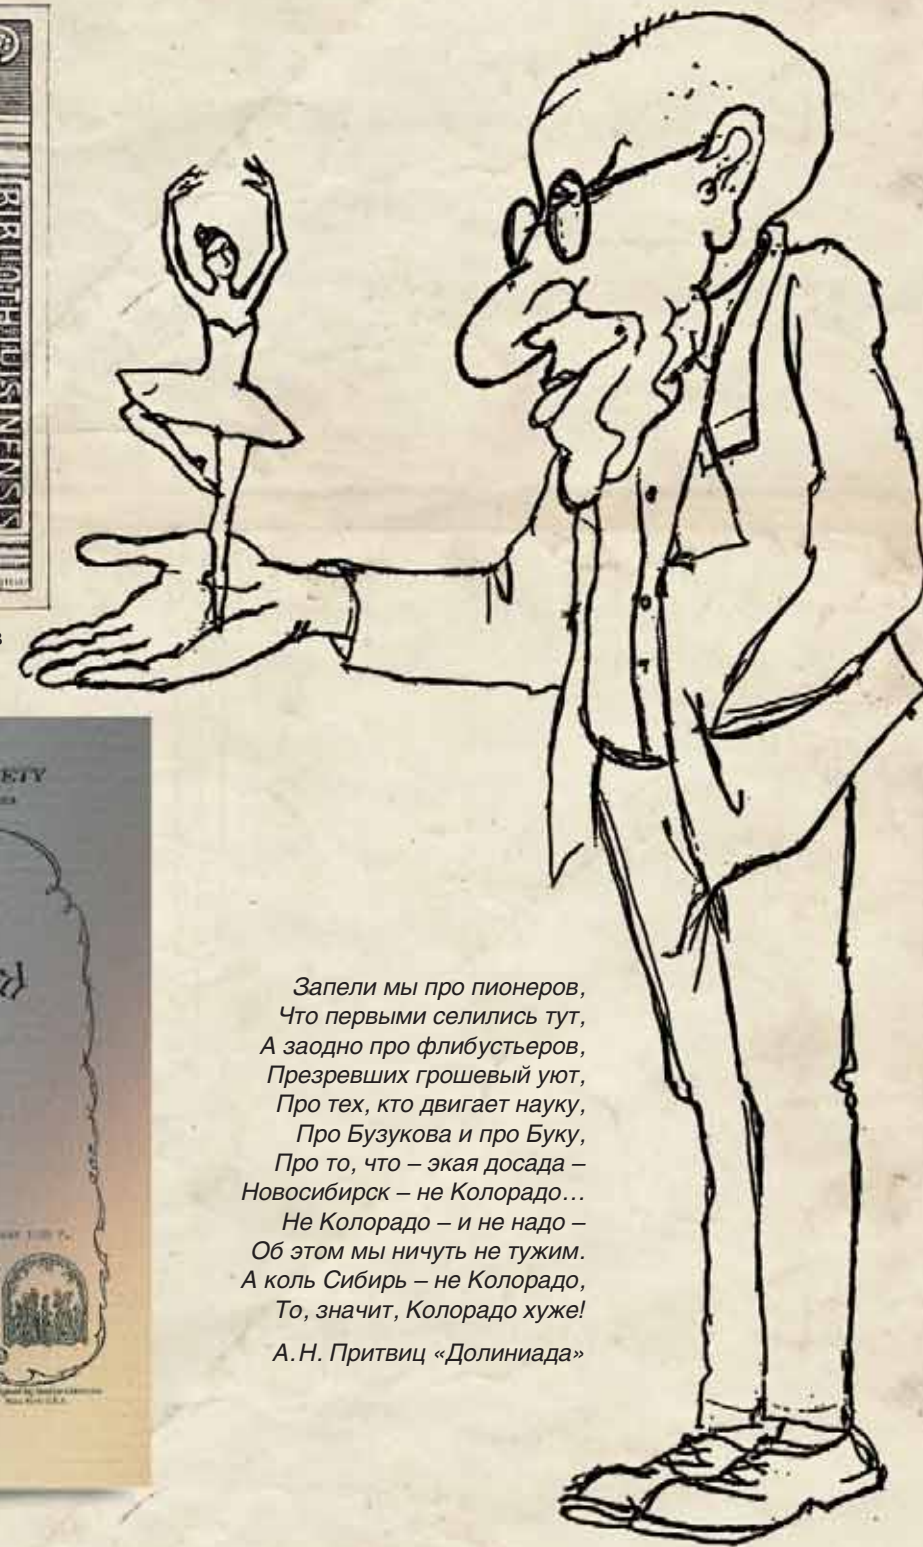 USINENSIS
в
ETY
Запели мы про пионеров,
Что первыми селились тут,
А заодно про флибустьеров,
Презревших грошевый уют,
Про тех, кто двигает науку,
Про Бузукова и про Буку,
Про то, что – экая досада –
Новосибирск – не Колорадо...
Не Колорадо – и не надо –
Об этом мы ничуть не тужим.
А коль Сибирь – не Колорадо,
То, значит, Колорадо хуже!
А.Н. Притвиц «Долиниада»